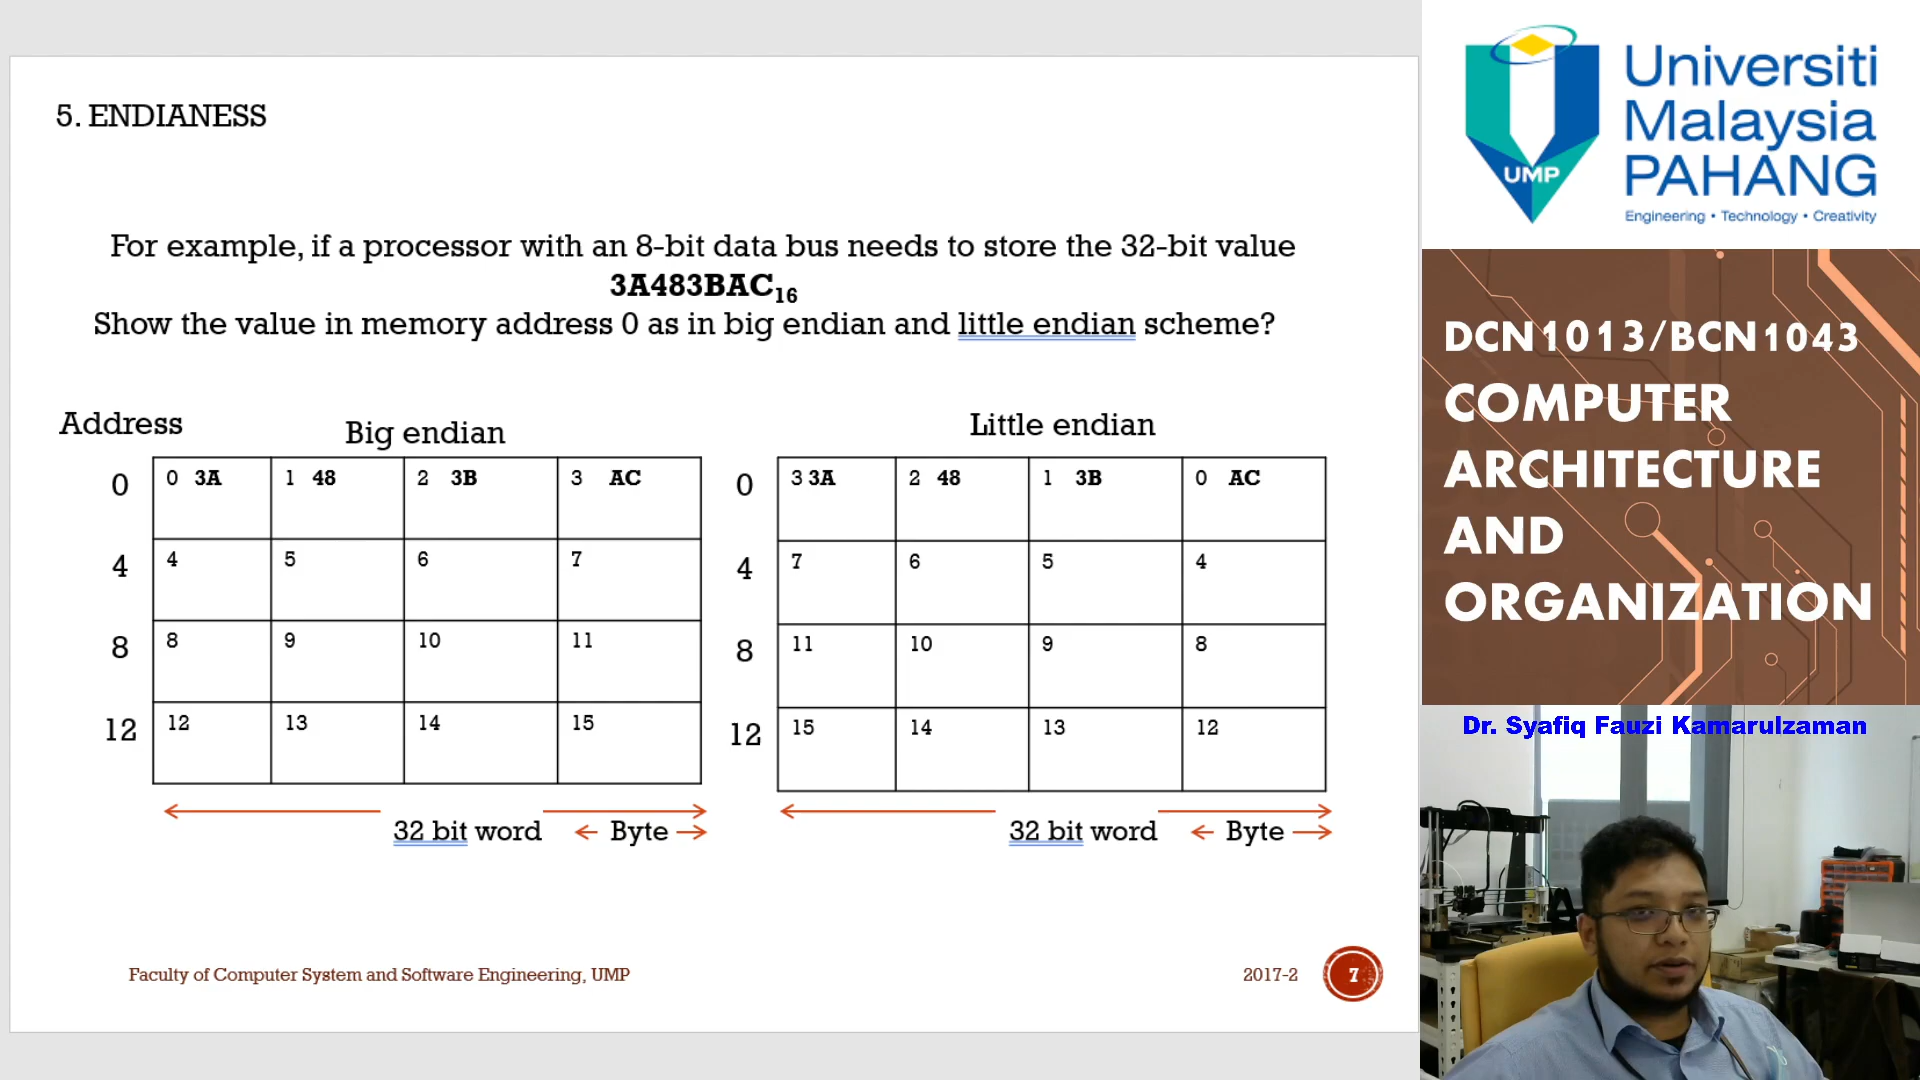 5. ENDIANESS
For example, if a processor with an 8-bit data bus needs to store the 32-bit value
3A483BAC16
Show the value in memory address 0 as in big endian and little endian scheme?
Address
Big endian
0 0 3A 1 48 2 3B 3 AC
4 4 5 6 7
8 8 9 10 11
12 12 13 14 15
32 bit word Byte
Little endian
0 3 3A 2 48 1 3B 0 AC
4 7 6 5 4
8 11 10 9 8
12 15 14 13 12
32 bit word Byte
Faculty of Computer System and Software Engineering, UMP
2017-2
7
UMP
Universiti
Malaysia
PAHANG
Engineering • Technology • Creativity
DCN1013/BCN1043
COMPUTER
ARCHITECTURE
AND
ORGANIZATION
Dr. Syafiq Fauzi Kamarulzaman